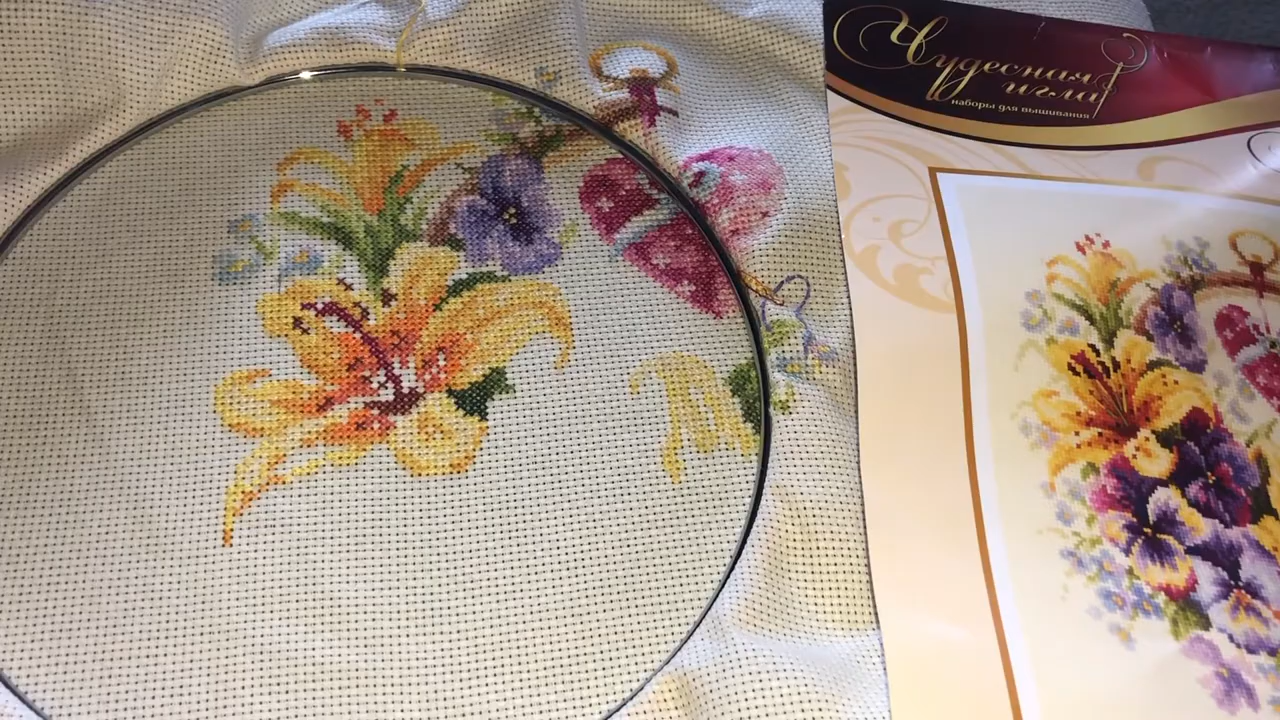 Чудесная
игла
наборы для вышивания